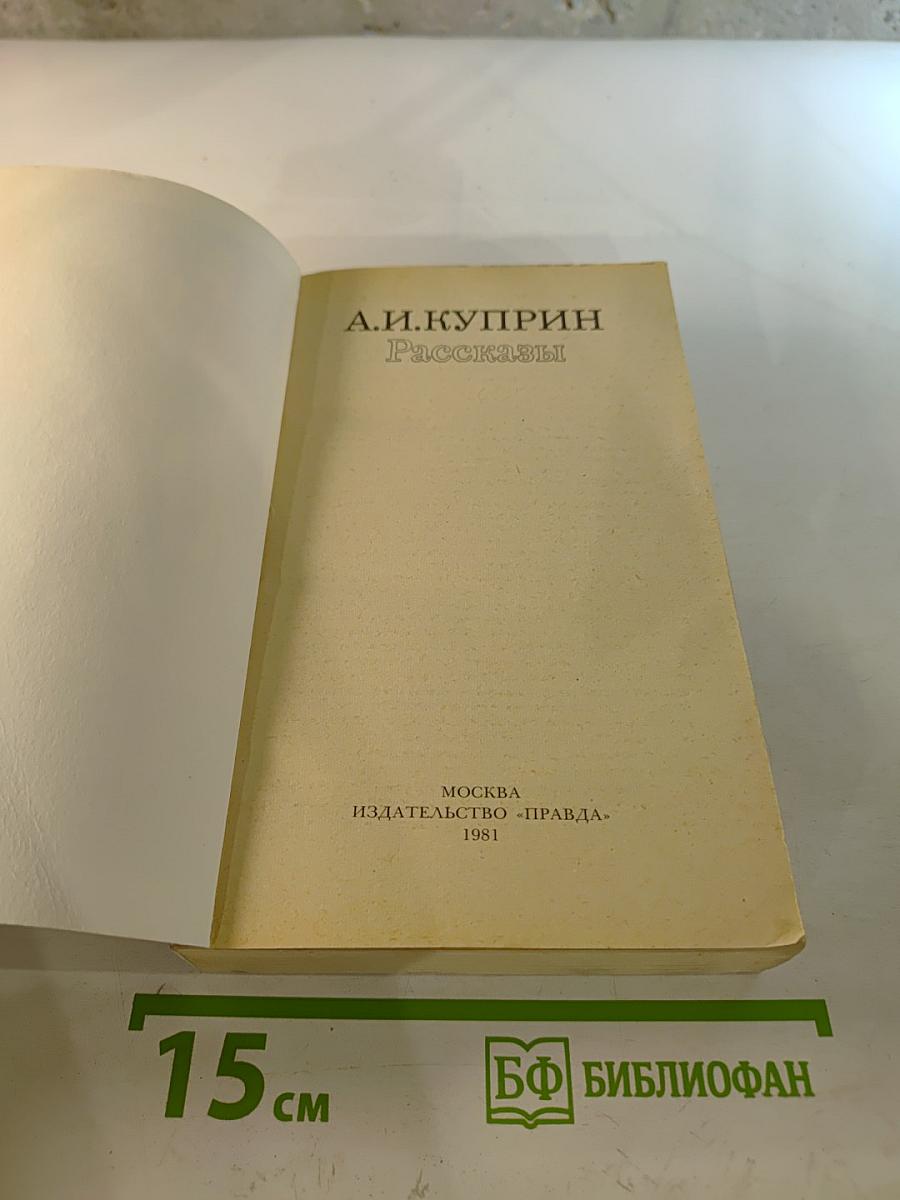 А.И.КУПРИН
Рассказы
МОСКВА
ИЗДАТЕЛЬСТВО «ПРАВДА»
1981
15 см
БФ БИБЛИОФАН